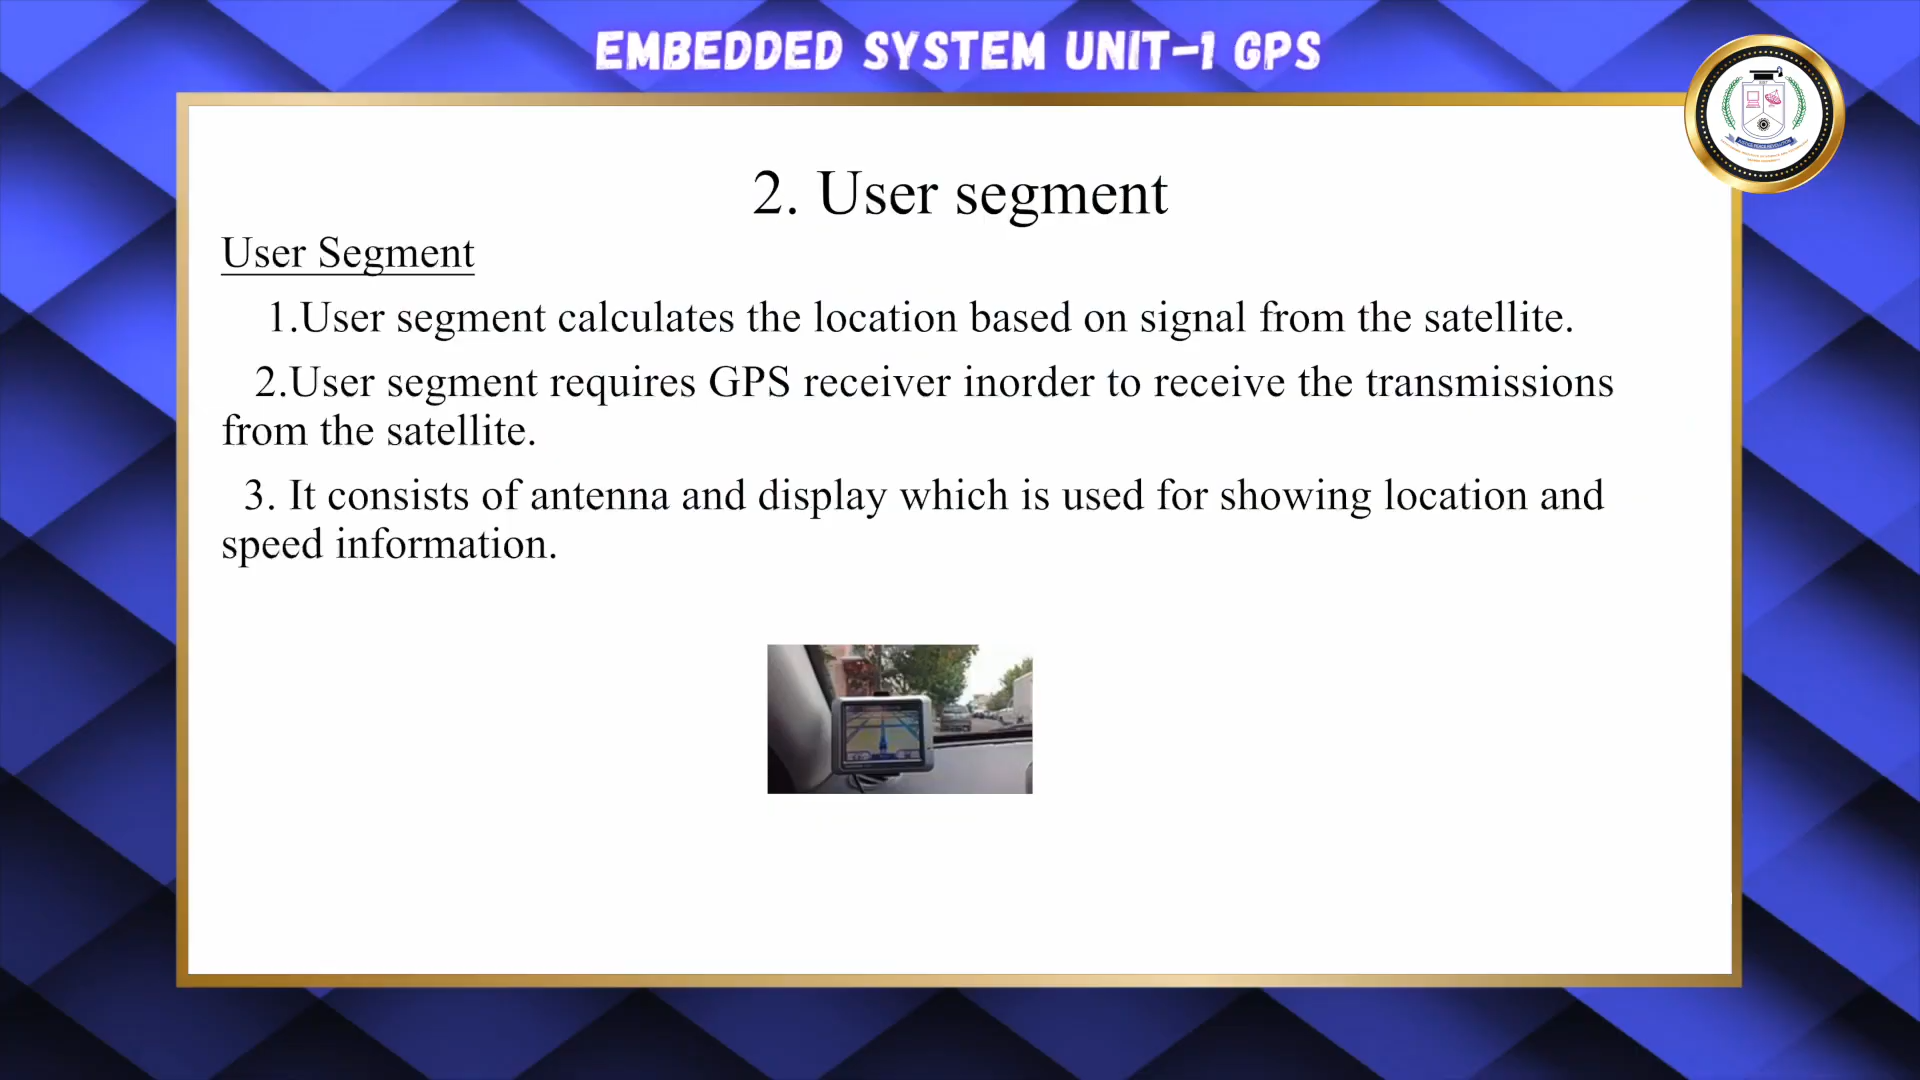 EMBEDDED SYSTEM UNIT-1 GPS
2. User segment
User Segment
1.User segment calculates the location based on signal from the satellite.
2.User segment requires GPS receiver inorder to receive the transmissions
from the satellite.
3. It consists of antenna and display which is used for showing location and
speed information.